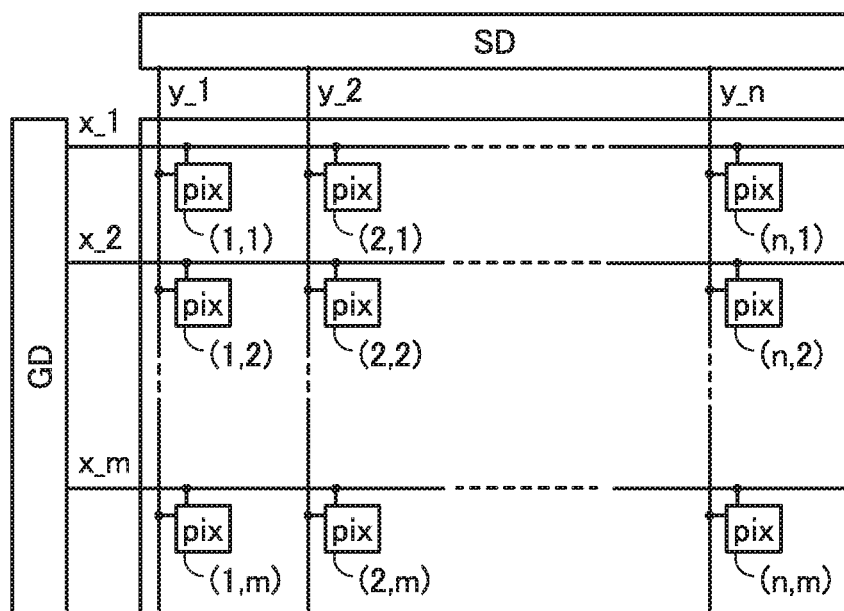 SD
y_1 y_2 y_n
x_1
pix pix pix
(1,1) (2,1) (n,1)
x_2
pix pix pix
(1,2) (2,2) (n,2)
GD
x_m
pix pix pix
(1,m) (2,m) (n,m)